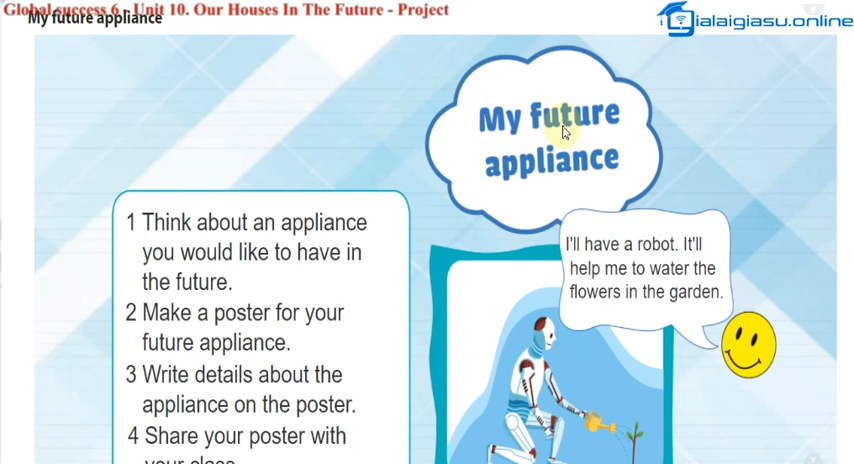 Global success 6 - Unit 10. Our Houses In The Future - Project
My future appliance
ialaigiasu.online
My future
appliance
1 Think about an appliance
you would like to have in
the future.
2 Make a poster for your
future appliance.
3 Write details about the
appliance on the poster.
4 Share your poster with
your class
I'll have a robot. It'll
help me to water the
flowers in the garden.